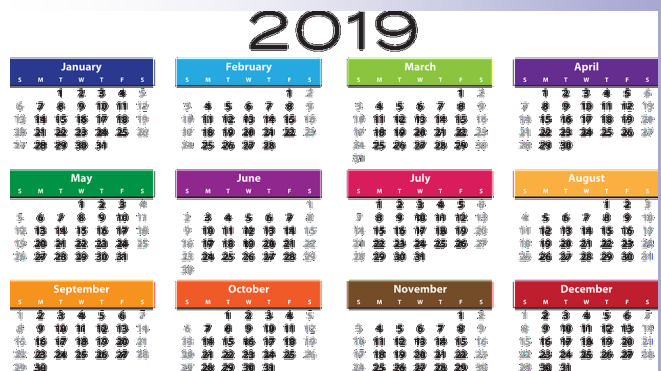 2019
January
S M T W T F S
1 2 3 4 5
6 7 8 9 10 11 12
13 14 15 16 17 18 19
20 21 22 23 24 25 26
27 28 29 30 31
February
S M T W T F S
1 2
3 4 5 6 7 8 9
10 11 12 13 14 15 16
17 18 19 20 21 22 23
24 25 26 27 28
March
S M T W T F S
1 2
3 4 5 6 7 8 9
10 11 12 13 14 15 16
17 18 19 20 21 22 23
24 25 26 27 28 29 30
31
April
S M T W T F S
1 2 3 4 5 6
7 8 9 10 11 12 13
14 15 16 17 18 19 20
21 22 23 24 25 26 27
28 29 30
May
S M T W T F S
1 2 3 4
5 6 7 8 9 10 11
12 13 14 15 16 17 18
19 20 21 22 23 24 25
26 27 28 29 30 31
June
S M T W T F S
1
2 3 4 5 6 7 8
9 10 11 12 13 14 15
16 17 18 19 20 21 22
23 24 25 26 27 28 29
30
July
S M T W T F S
1 2 3 4 5 6
7 8 9 10 11 12 13
14 15 16 17 18 19 20
21 22 23 24 25 26 27
28 29 30 31
August
S M T W T F S
1 2 3
4 5 6 7 8 9 10
11 12 13 14 15 16 17
18 19 20 21 22 23 24
25 26 27 28 29 30 31
September
S M T W T F S
1 2 3 4 5 6 7
8 9 10 11 12 13 14
15 16 17 18 19 20 21
22 23 24 25 26 27 28
29 30
October
S M T W T F S
1 2 3 4 5
6 7 8 9 10 11 12
13 14 15 16 17 18 19
20 21 22 23 24 25 26
27 28 29 30 31
November
S M T W T F S
1 2
3 4 5 6 7 8 9
10 11 12 13 14 15 16
17 18 19 20 21 22 23
24 25 26 27 28 29 30
December
S M T W T F S
1 2 3 4 5 6 7
8 9 10 11 12 13 14
15 16 17 18 19 20 21
22 23 24 25 26 27 28
29 30 31